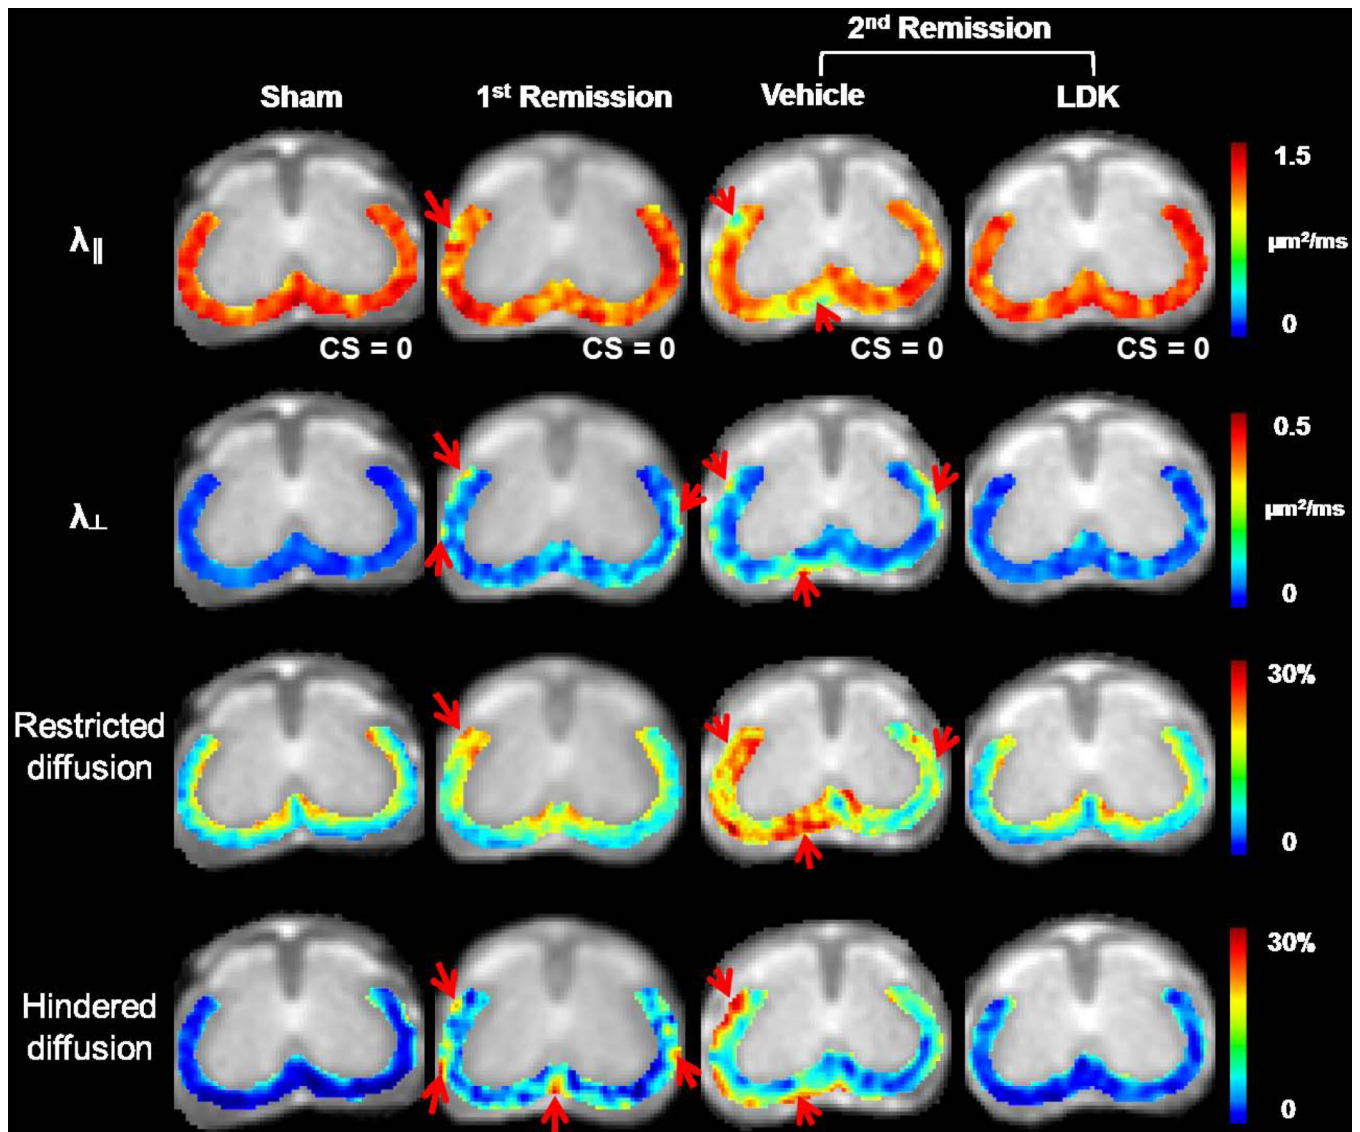 2nd Remission
Sham
1st Remission
Vehicle
LDK
λ∥
1.5
μm²/ms
0
CS = 0
CS = 0
CS = 0
CS = 0
λ⊥
0.5
μm²/ms
0
Restricted
diffusion
30%
0
Hindered
diffusion
30%
0